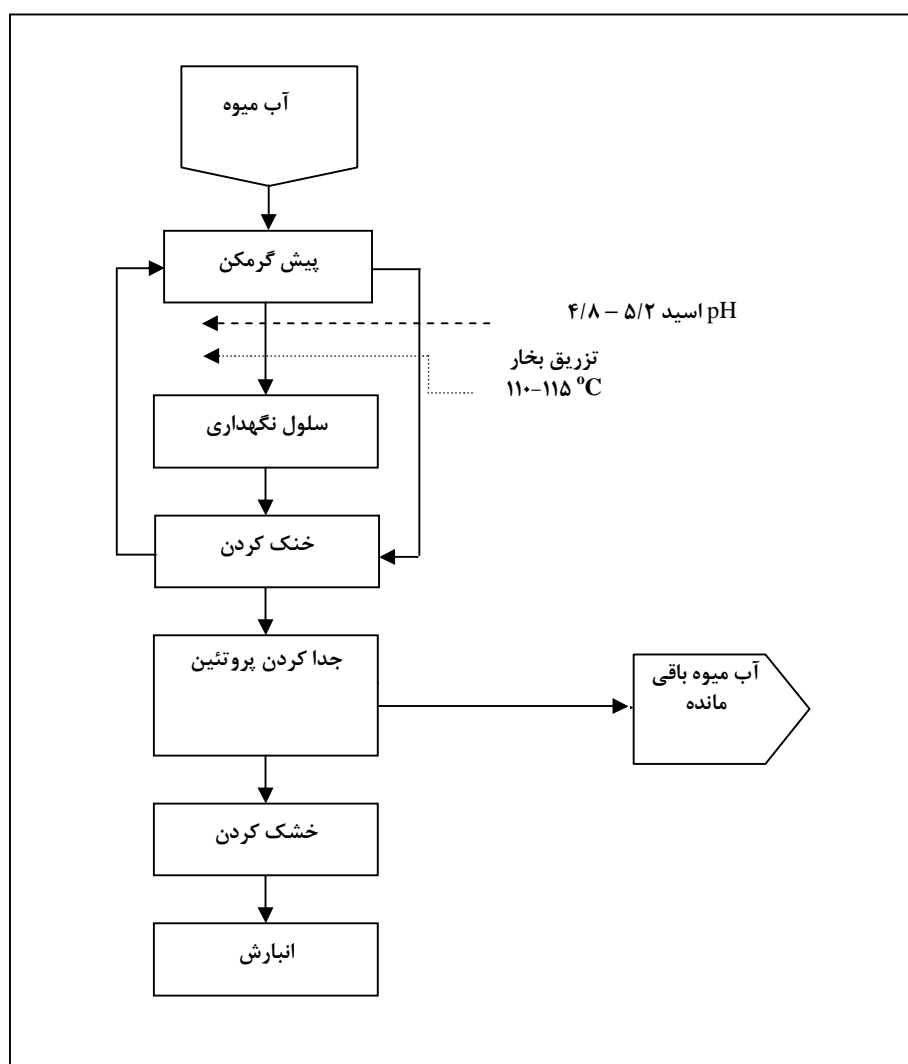 آب میوه
پیش گرمکن
pH اسید ۵/۲ – ۴/۸
تزریق بخار
۱۱۰-۱۱۵ °C
سلول نگهداری
خنک کردن
جدا کردن پروتئین
آب میوه باقی
مانده
خشک کردن
انبارش